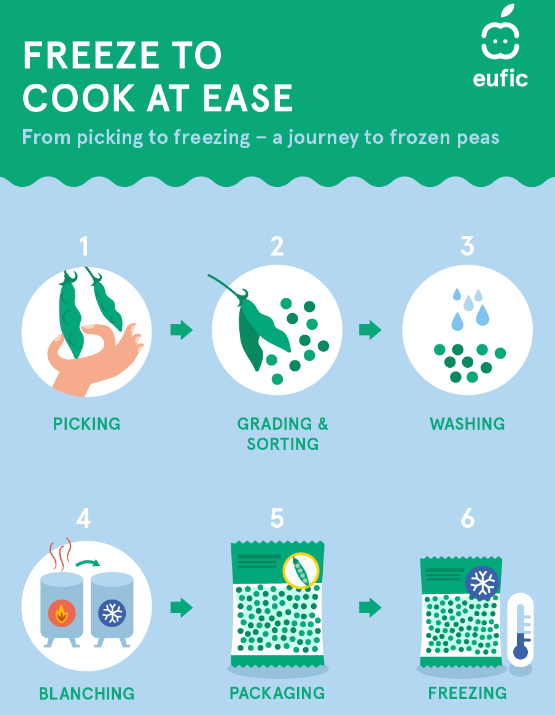 eufic
FREEZE TO
COOK AT EASE
From picking to freezing – a journey to frozen peas
1
2
3
PICKING
GRADING &
SORTING
WASHING
4
5
6
BLANCHING
PACKAGING
FREEZING